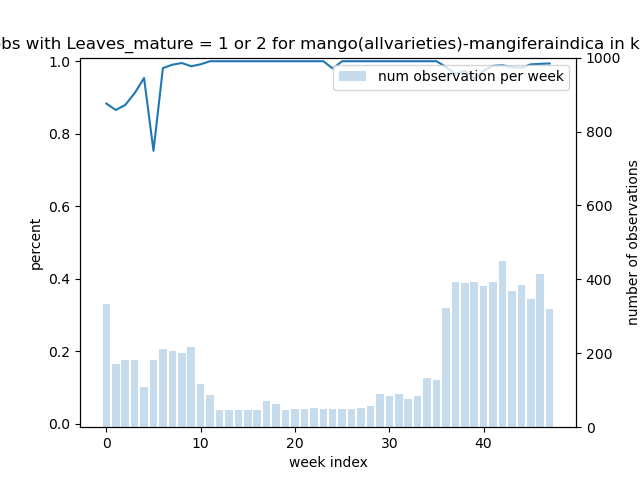 obs with Leaves_mature = 1 or 2 for mango(allvarieties)-mangiferaindica in k
num observation per week
1.0
0.8
0.6
0.4
0.2
0.0
percent
1000
800
600
400
200
0
number of observations
0 10 20 30 40
week index